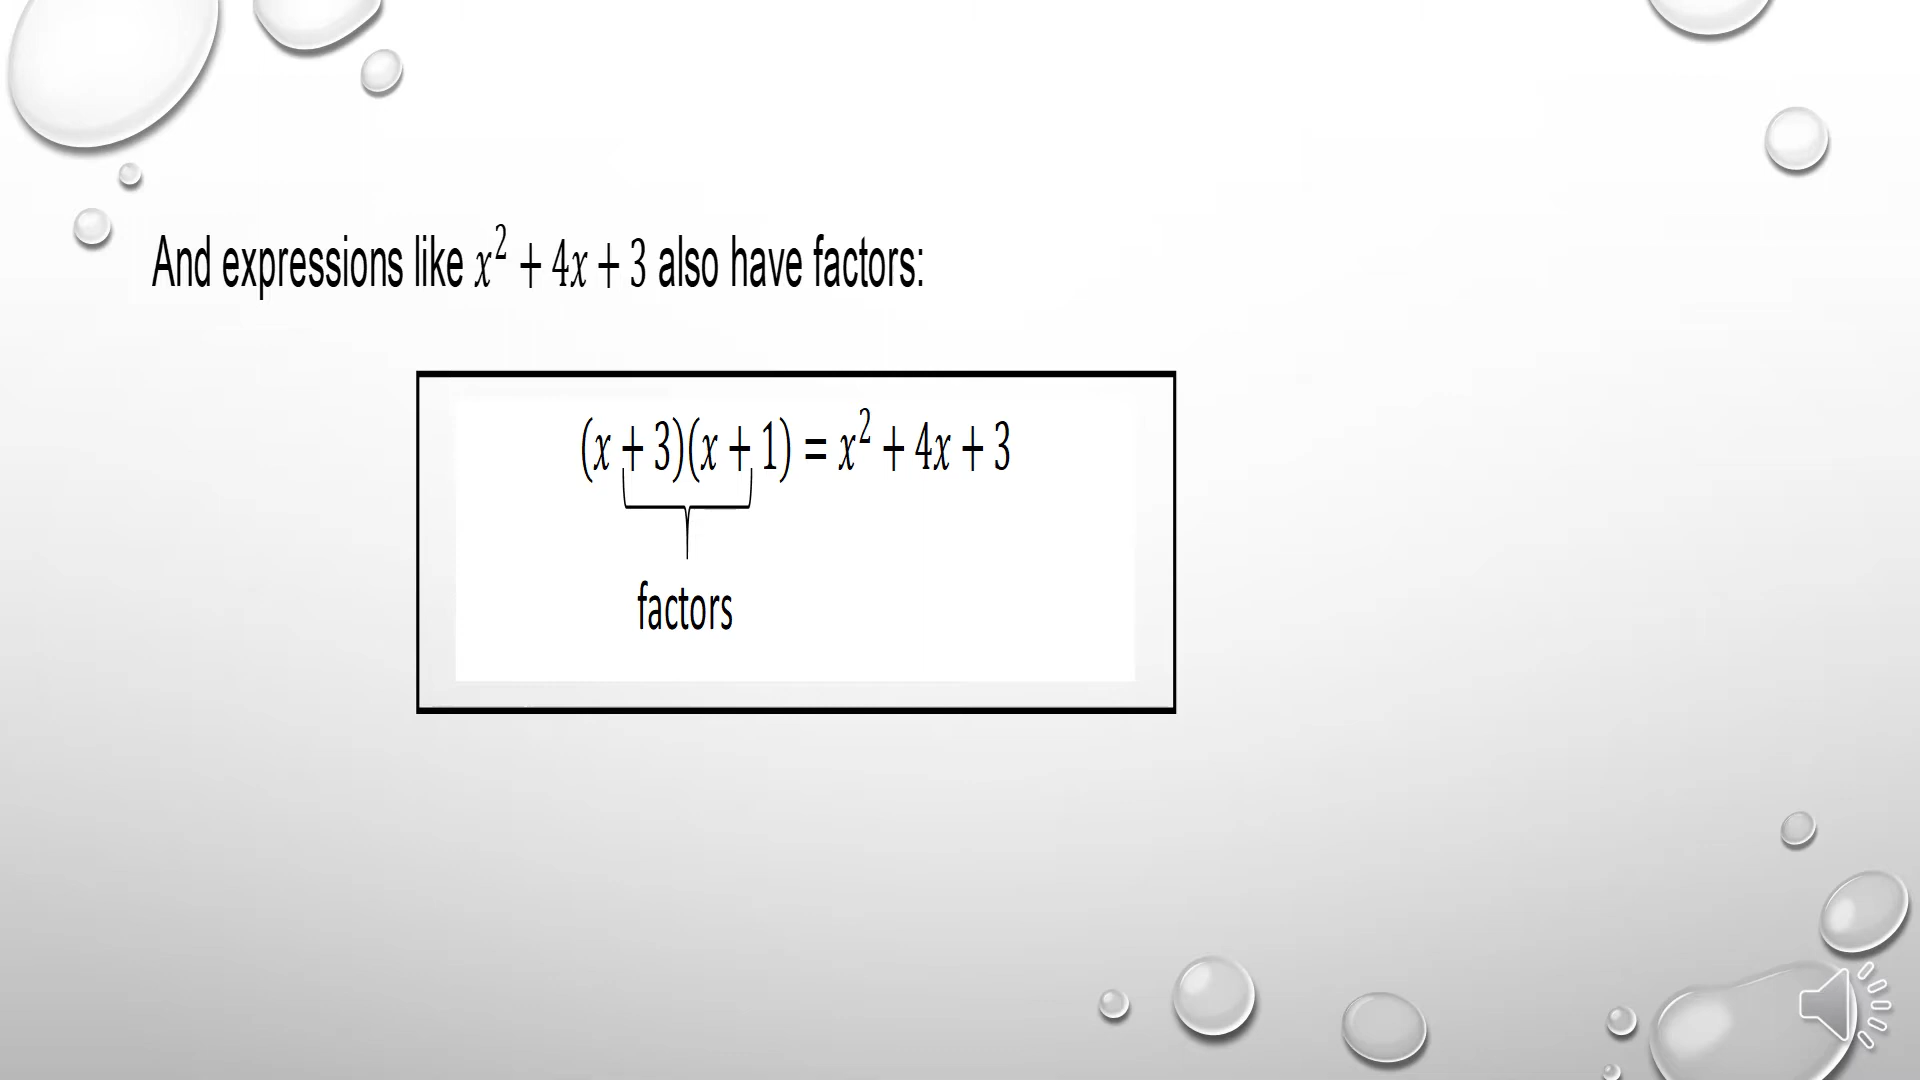 And expressions like x² + 4x + 3 also have factors:
(x + 3)(x + 1) = x² + 4x + 3
factors